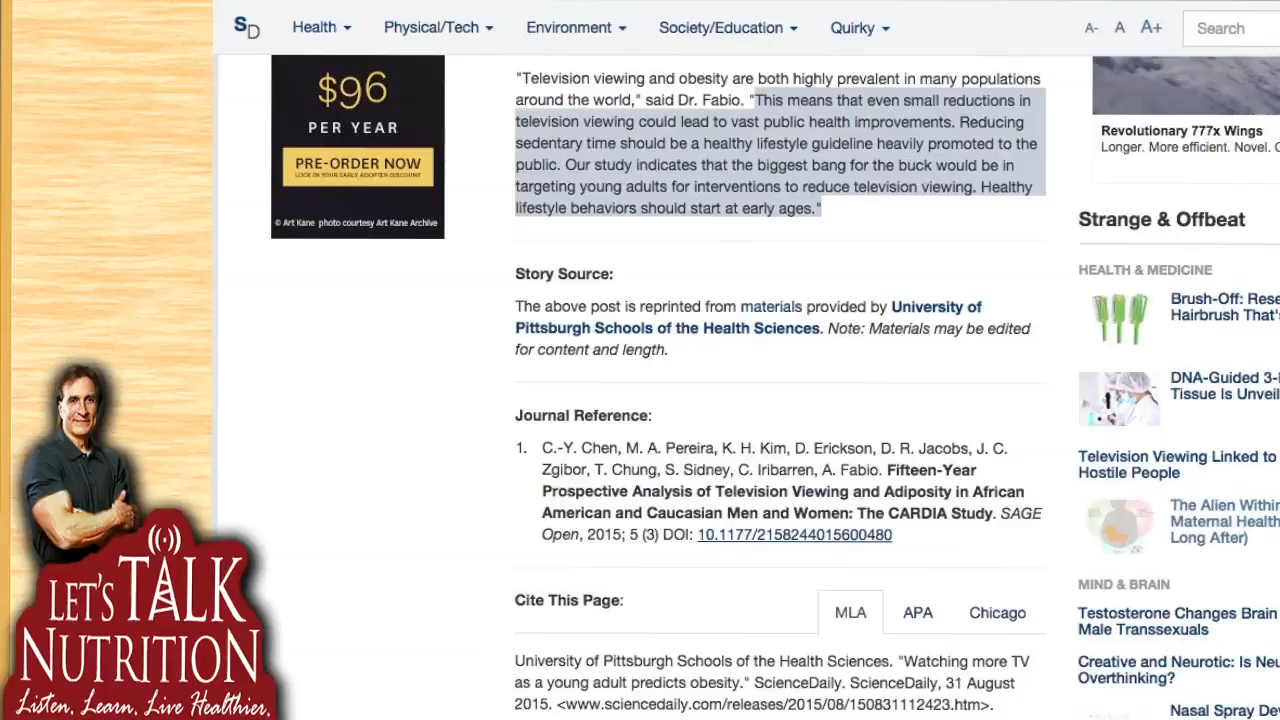 SD
Health
Physical/Tech
Environment
Society/Education
Quirky
A-
A
A+
Search
$96
PER YEAR
PRE-ORDER NOW
LOCK IN YOUR EARLY ADOPTER DISCOUNT
© Art Kane photo courtesy Art Kane Archive
"Television viewing and obesity are both highly prevalent in many populations
around the world," said Dr. Fabio. "This means that even small reductions in
television viewing could lead to vast public health improvements. Reducing
sedentary time should be a healthy lifestyle guideline heavily promoted to the
public. Our study indicates that the biggest bang for the buck would be in
targeting young adults for interventions to reduce television viewing. Healthy
lifestyle behaviors should start at early ages."
Story Source:
The above post is reprinted from materials provided by University of
Pittsburgh Schools of the Health Sciences. Note: Materials may be edited
for content and length.
Journal Reference:
1. C.-Y. Chen, M. A. Pereira, K. H. Kim, D. Erickson, D. R. Jacobs, J. C.
Zgibor, T. Chung, S. Sidney, C. Iribarren, A. Fabio. Fifteen-Year
Prospective Analysis of Television Viewing and Adiposity in African
American and Caucasian Men and Women: The CARDIA Study. SAGE
Open, 2015; 5 (3) DOI: 10.1177/2158244015600480
Cite This Page:
MLA
APA
Chicago
University of Pittsburgh Schools of the Health Sciences. "Watching more TV
as a young adult predicts obesity." ScienceDaily. ScienceDaily, 31 August
2015. <www.sciencedaily.com/releases/2015/08/150831112423.htm>.
Revolutionary 777x Wings
Longer. More efficient. Novel.
Strange & Offbeat
HEALTH & MEDICINE
Brush-Off: Rese
Hairbrush That's
DNA-Guided 3-
Tissue Is Unveil
Television Viewing Linked to
Hostile People
The Alien Within
Maternal Health
Long After)
MIND & BRAIN
Testosterone Changes Brain
Male Transsexuals
Creative and Neurotic: Is Neu
Overthinking?
Nasal Spray Dev
LET'S TALK
NUTRITION
Listen, Learn, Live Healthier.